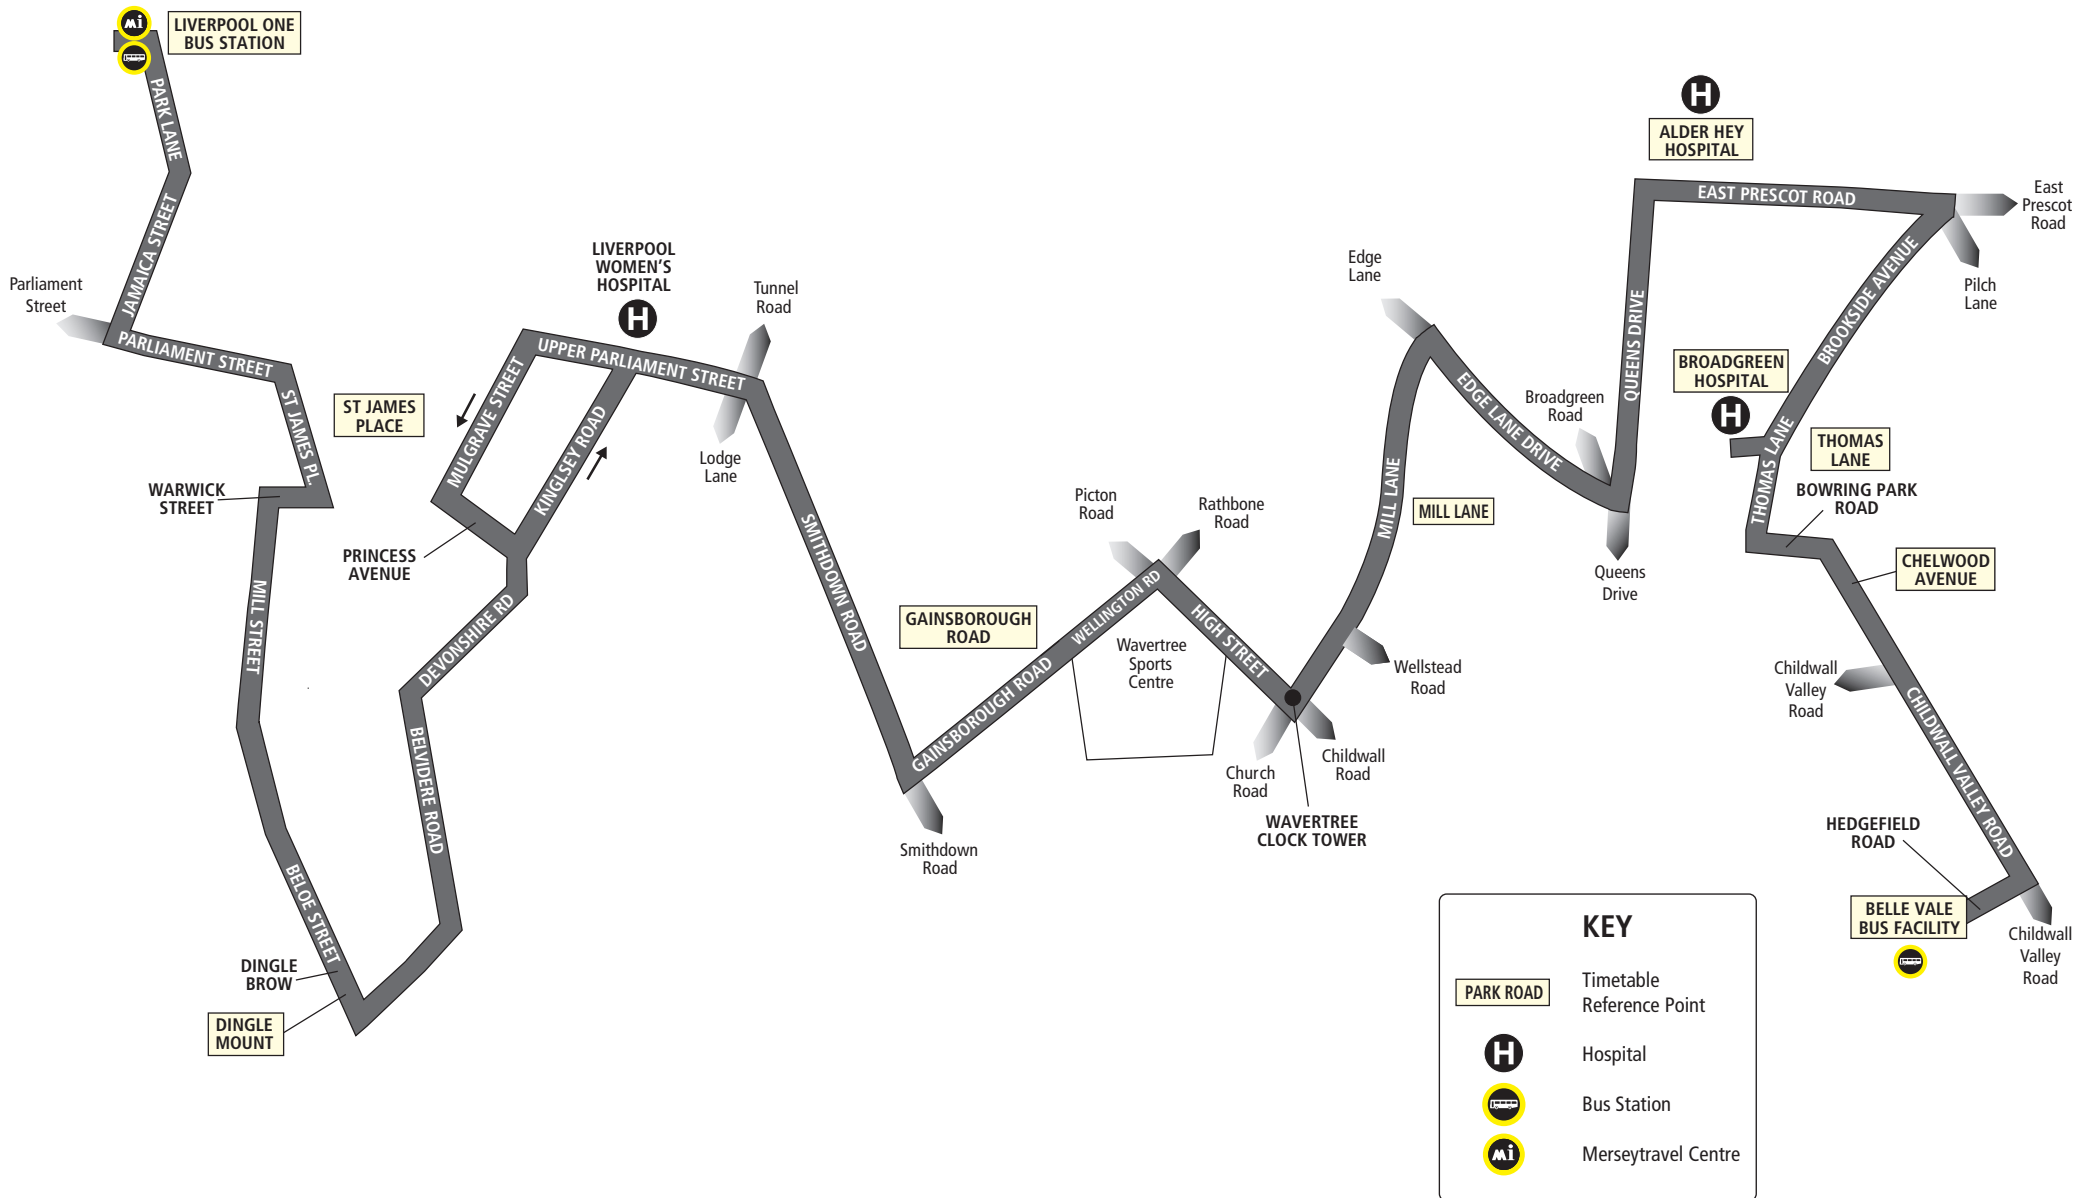 mi
LIVERPOOL ONE
BUS STATION
PARK LANE
JAMAICA STREET
Parliament
Street
PARLIAMENT STREET
ST JAMES PL.
ST JAMES
PLACE
WARWICK
STREET
MILL STREET
BELOE STREET
DINGLE
BROW
DINGLE
MOUNT
BELVIDERE ROAD
DEVONSHIRE RD
PRINCESS
AVENUE
MULGRAVE STREET
KINGLSEY ROAD
UPPER PARLIAMENT STREET
LIVERPOOL
WOMEN'S
HOSPITAL
H
Tunnel
Road
Lodge
Lane
SMITHDOWN ROAD
Smithdown
Road
GAINSBOROUGH
ROAD
GAINSBOROUGH ROAD
WELLINGTON RD
Picton
Road
Rathbone
Road
Wavertree
Sports
Centre
HIGH STREET
Church
Road
Childwall
Road
WAVERTREE
CLOCK TOWER
Wellstead
Road
MILL LANE
MILL LANE
Edge
Lane
EDGE LANE DRIVE
Broadgreen
Road
Queens
Drive
QUEENS DRIVE
H
ALDER HEY
HOSPITAL
EAST PRESCOT ROAD
East
Prescot
Road
Pilch
Lane
BROOKSIDE AVENUE
BROADGREEN
HOSPITAL
H
THOMAS LANE
THOMAS
LANE
BOWRING PARK
ROAD
CHELWOOD
AVENUE
Childwall
Valley
Road
CHILDWALL VALLEY ROAD
HEDGEFIELD
ROAD
BELLE VALE
BUS FACILITY
Childwall
Valley
Road
KEY
PARK ROAD
Timetable
Reference Point
H
Hospital
Bus Station
mi
Merseytravel Centre